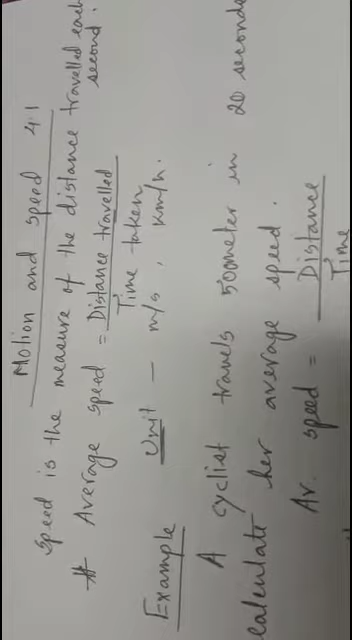 Motion and speed 4.1
Speed is the measure of the distance travelled each
second.
# Average speed = Distance travelled
Time taken
Unit — m/s , Km/h.
Example
A cyclist travels 500meter in 20 seconds
calculate her average speed.
Av. speed = Distance
Time